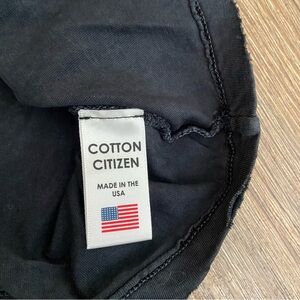 COTTON
CITIZEN
MADE IN THE
USA